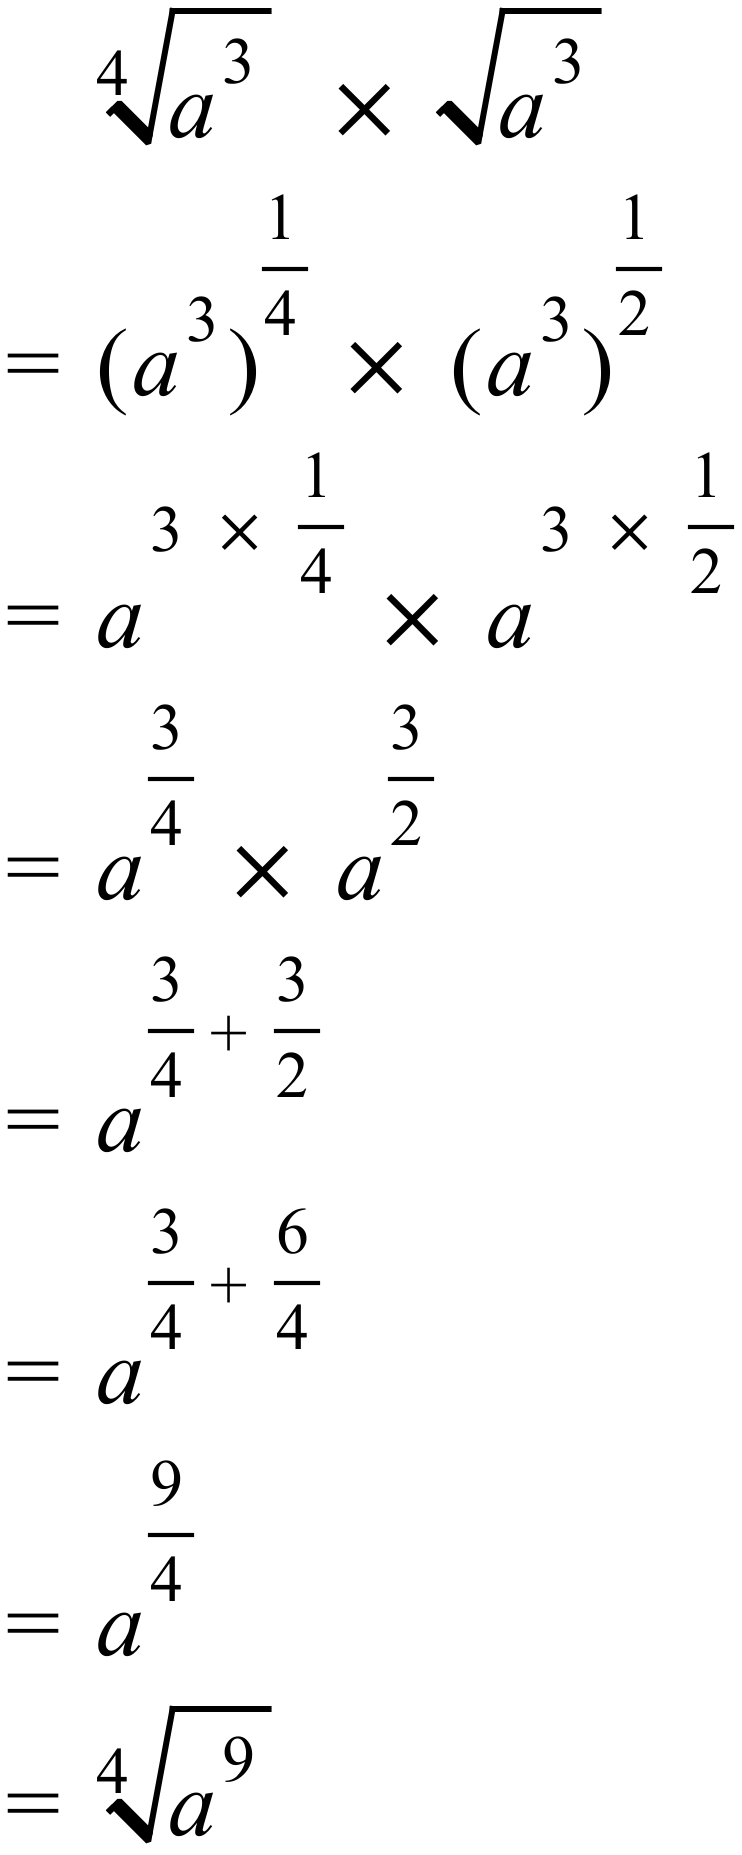 ⁴√a³ × √a³
= (a³)^(1/4) × (a³)^(1/2)
= a^(3 × 1/4) × a^(3 × 1/2)
= a^(3/4) × a^(3/2)
= a^(3/4 + 3/2)
= a^(3/4 + 6/4)
= a^(9/4)
= ⁴√a⁹